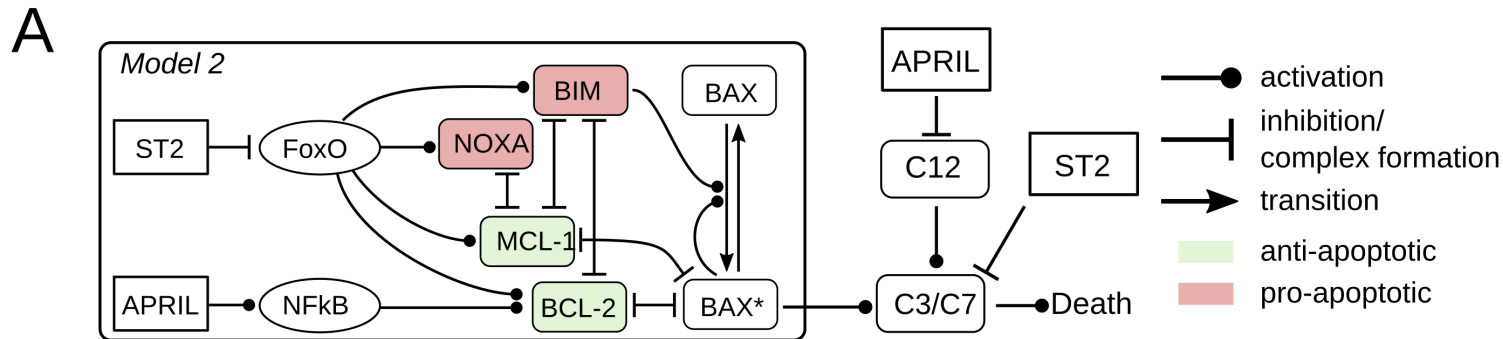 A
Model 2
ST2
FoxO
NOXA
BIM
BAX
MCL-1
APRIL
NFkB
BCL-2
BAX*
APRIL
C12
ST2
C3/C7
Death
activation
inhibition/
complex formation
transition
anti-apoptotic
pro-apoptotic